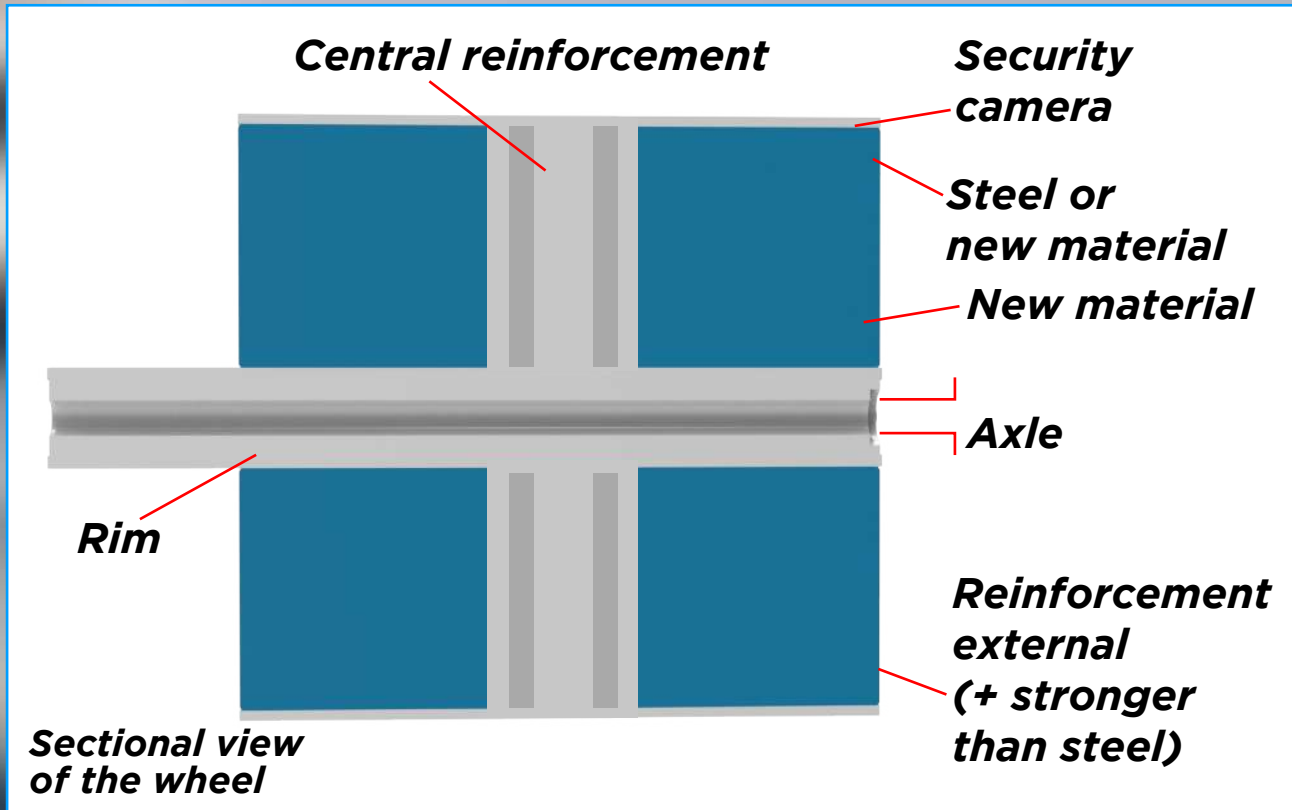 Central reinforcement
Security
camera
Steel or
new material
New material
Axle
Rim
Reinforcement
external
(+ stronger
than steel)
Sectional view
of the wheel